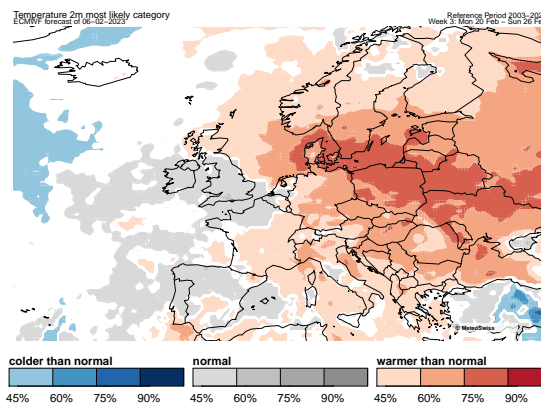 Temperature 2m most likely category
ECMWF forecast of 06-02-2023
Reference Period 2003-202
Week 3: Mon 20 Feb - Sun 26 Fe
© MeteoSwiss
colder than normal
normal
warmer than normal
45% 60% 75% 90%
45% 60% 75% 90%
45% 60% 75% 90%